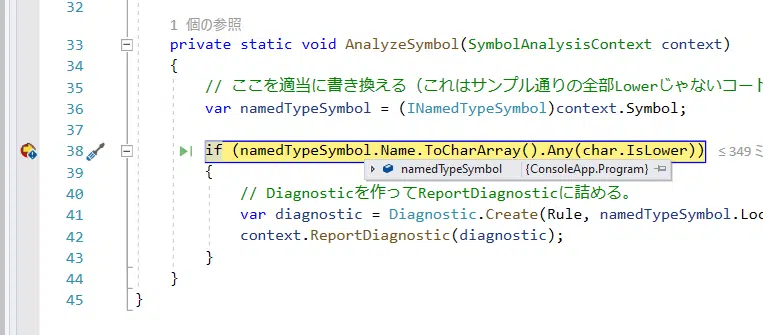 32
1 個の参照
33 private static void AnalyzeSymbol(SymbolAnalysisContext context)
34 {
35 // ここを適当に書き換える（これはサンプル通りの全部Lowerじゃないコート
36 var namedTypeSymbol = (INamedTypeSymbol)context.Symbol;
37
38 if (namedTypeSymbol.Name.ToCharArray().Any(char.IsLower)) ≤349ミ
namedTypeSymbol {ConsoleApp.Program}
39 {
40 // Diagnosticを作ってReportDiagnosticに詰める。
41 var diagnostic = Diagnostic.Create(Rule, namedTypeSymbol.Loc
42 context.ReportDiagnostic(diagnostic);
43 }
44 }
45 }